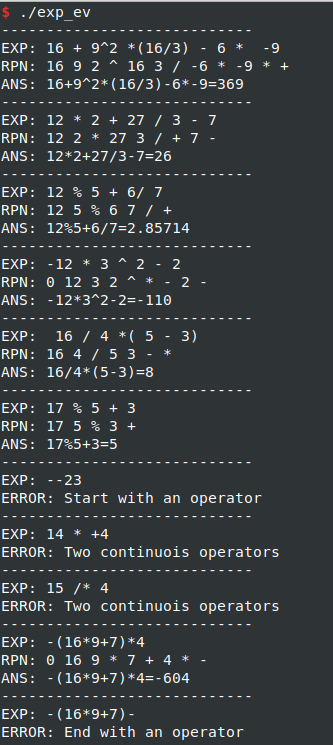 $ ./exp_ev
----------------------------
EXP: 16 + 9^2 *(16/3) - 6 *  -9
RPN: 16 9 2 ^ 16 3 / -6 * -9 * +
ANS: 16+9^2*(16/3)-6*-9=369
----------------------------
EXP: 12 * 2 + 27 / 3 - 7
RPN: 12 2 * 27 3 / + 7 -
ANS: 12*2+27/3-7=26
----------------------------
EXP: 12 % 5 + 6/ 7
RPN: 12 5 % 6 7 / +
ANS: 12%5+6/7=2.85714
----------------------------
EXP: -12 * 3 ^ 2 - 2
RPN: 0 12 3 2 ^ * - 2 -
ANS: -12*3^2-2=-110
----------------------------
EXP:  16 / 4 *( 5 - 3)
RPN: 16 4 / 5 3 - *
ANS: 16/4*(5-3)=8
----------------------------
EXP: 17 % 5 + 3
RPN: 17 5 % 3 +
ANS: 17%5+3=5
----------------------------
EXP: --23
ERROR: Start with an operator
----------------------------
EXP: 14 * +4
ERROR: Two continuois operators
----------------------------
EXP: 15 /* 4
ERROR: Two continuois operators
----------------------------
EXP: -(16*9+7)*4
RPN: 0 16 9 * 7 + 4 * -
ANS: -(16*9+7)*4=-604
----------------------------
EXP: -(16*9+7)-
ERROR: End with an operator